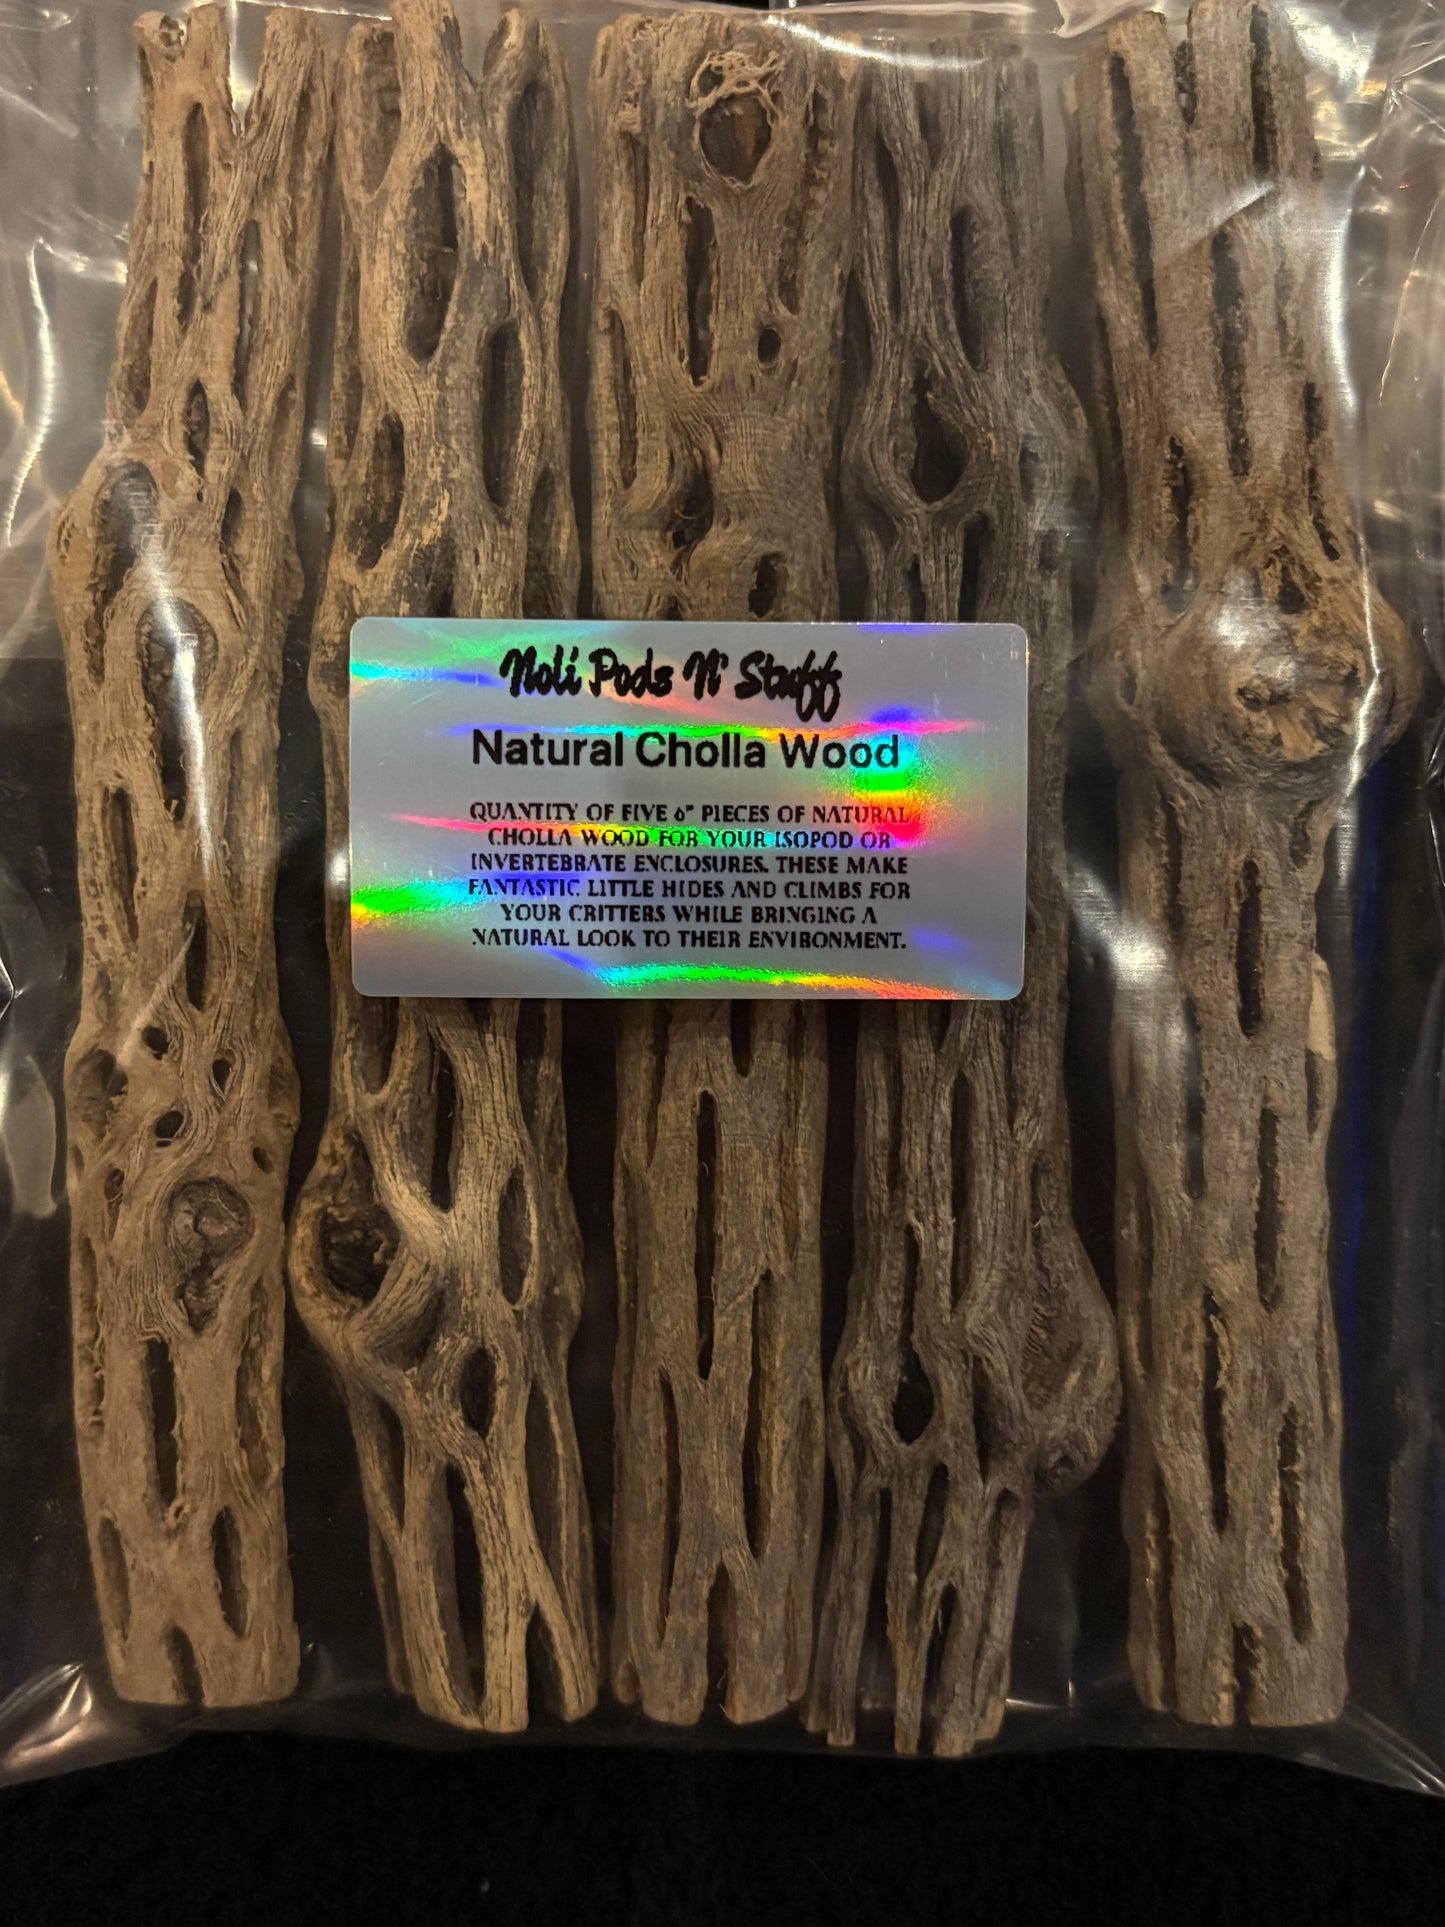 Noli Pods N' Stuff
Natural Cholla Wood
QUANTITY OF FIVE 6" PIECES OF NATURAL
CHOLLA WOOD FOR YOUR ISOPOD OR
INVERTEBRATE ENCLOSURES. THESE MAKE
FANTASTIC LITTLE HIDES AND CLIMBS FOR
YOUR CRITTERS WHILE BRINGING A
NATURAL LOOK TO THEIR ENVIRONMENT.